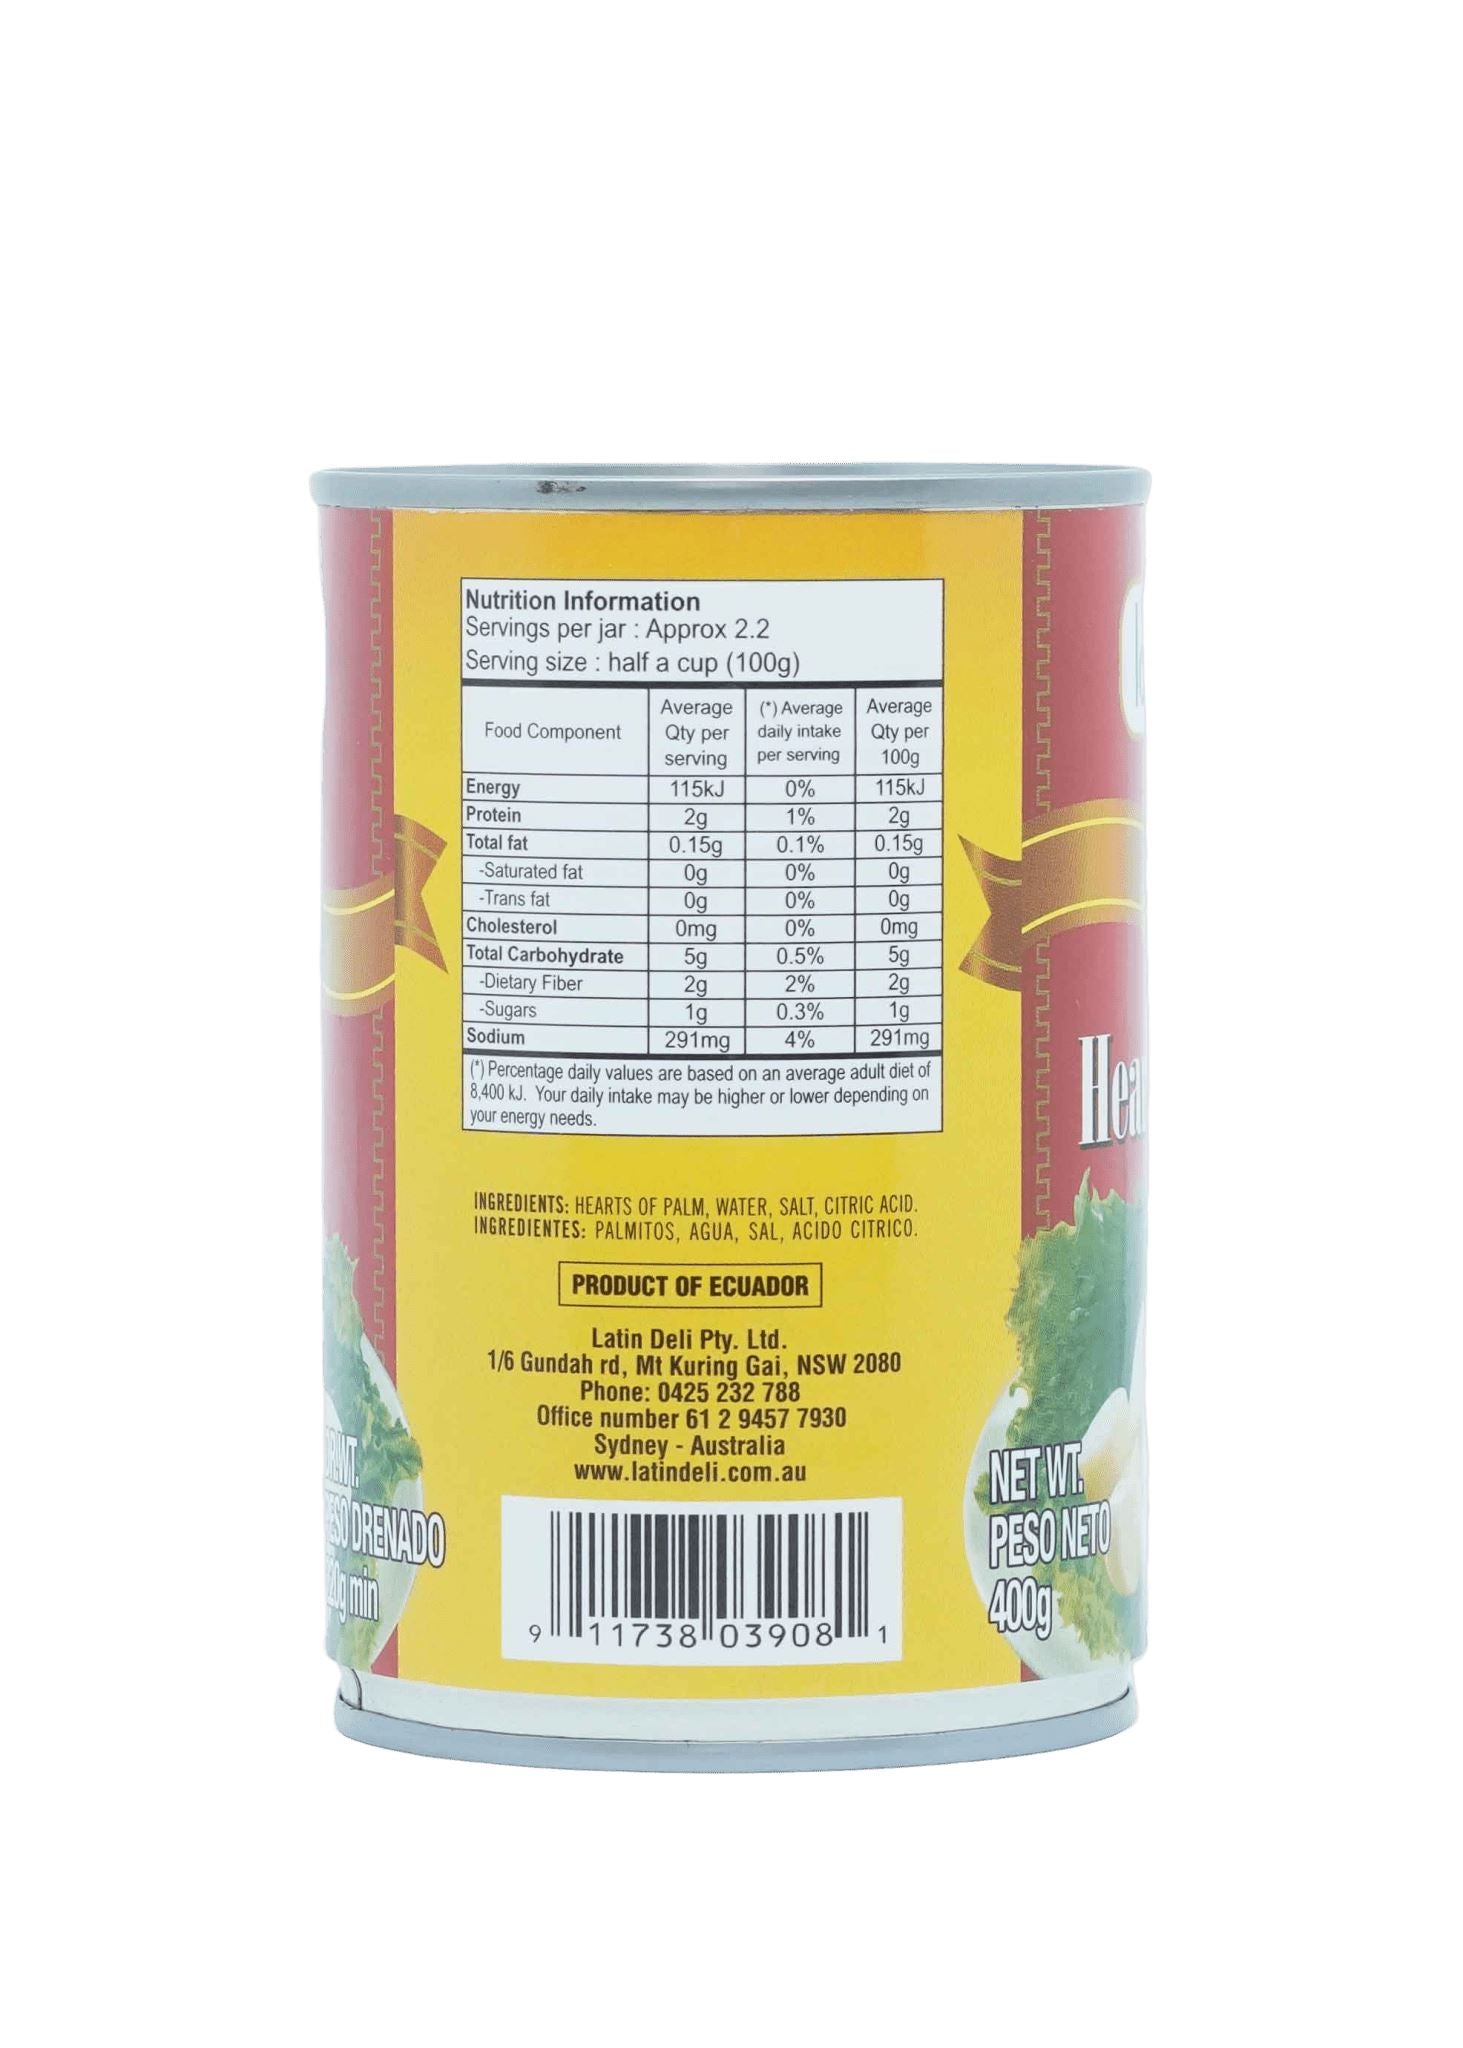 Nutrition Information
Servings per jar : Approx 2.2
Serving size : half a cup (100g)
Food Component
Average Qty per serving
(*) Average daily intake per serving
Average Qty per 100g
Energy 115kJ 0% 115kJ
Protein 2g 1% 2g
Total fat 0.15g 0.1% 0.15g
-Saturated fat 0g 0% 0g
-Trans fat 0g 0% 0g
Cholesterol 0mg 0% 0mg
Total Carbohydrate 5g 0.5% 5g
-Dietary Fiber 2g 2% 2g
-Sugars 1g 0.3% 1g
Sodium 291mg 4% 291mg
(*) Percentage daily values are based on an average adult diet of
8,400 kJ. Your daily intake may be higher or lower depending on
your energy needs.
INGREDIENTS: HEARTS OF PALM, WATER, SALT, CITRIC ACID.
INGREDIENTES: PALMITOS, AGUA, SAL, ACIDO CITRICO.
PRODUCT OF ECUADOR
Latin Deli Pty. Ltd.
1/6 Gundah rd, Mt Kuring Gai, NSW 2080
Phone: 0425 232 788
Office number 61 2 9457 7930
Sydney - Australia
www.latindeli.com.au
9 11738 03908 1
DRENADO
min
Hea
NET WT.
PESO NETO
400g